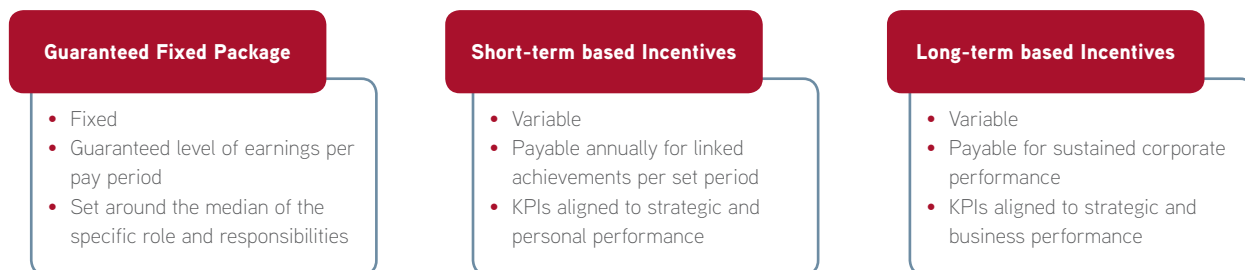 Guaranteed Fixed Package
• Fixed
• Guaranteed level of earnings per
pay period
• Set around the median of the
specific role and responsibilities
Short-term based Incentives
• Variable
• Payable annually for linked
achievements per set period
• KPIs aligned to strategic and
personal performance
Long-term based Incentives
• Variable
• Payable for sustained corporate
performance
• KPIs aligned to strategic and
business performance